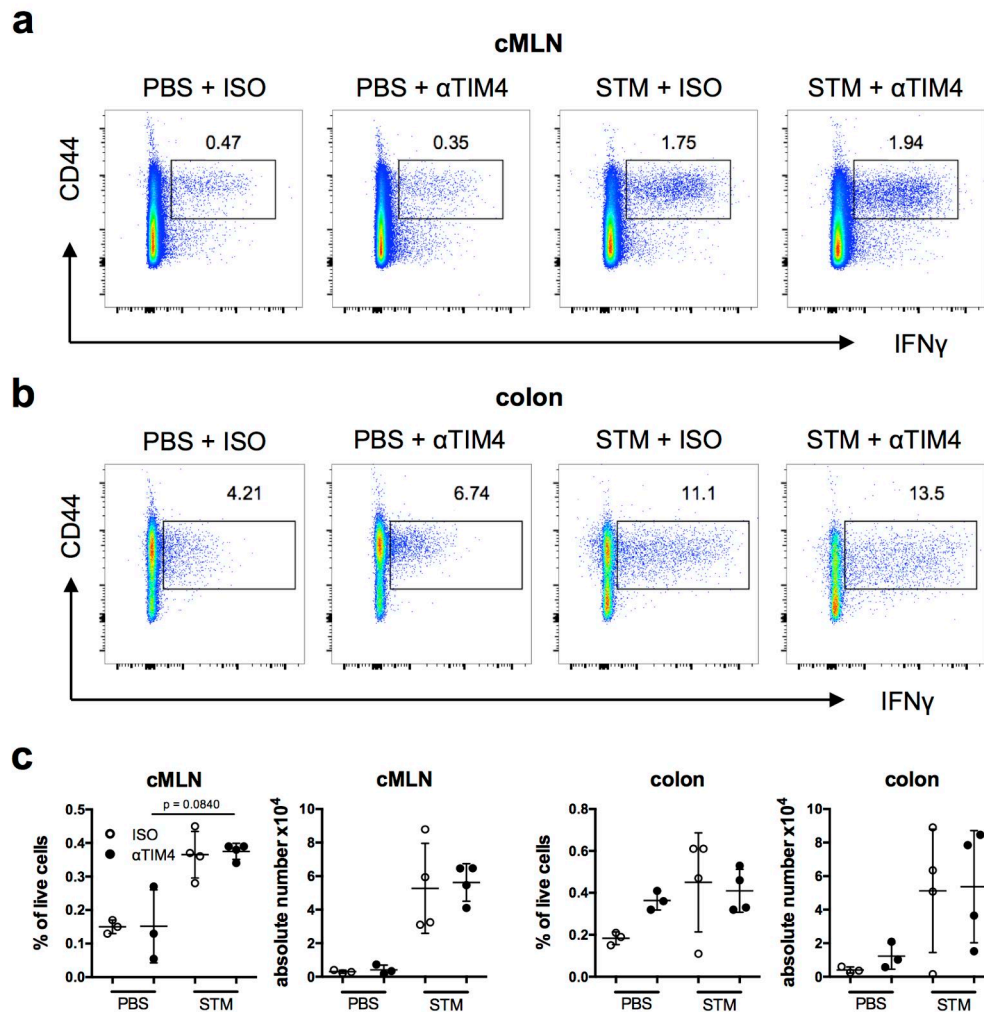 a
cMLN
PBS + ISO PBS + αTIM4 STM + ISO STM + αTIM4
0.47 0.35 1.75 1.94
CD44
IFNγ
b
colon
PBS + ISO PBS + αTIM4 STM + ISO STM + αTIM4
4.21 6.74 11.1 13.5
CD44
IFNγ
c
cMLN cMLN colon colon
% of live cells
0.5
0.4
0.3
0.2
0.1
0.0
p = 0.0840
ISO
αTIM4
PBS STM
absolute number x10⁴
10
8
6
4
2
0
PBS STM
% of live cells
0.8
0.6
0.4
0.2
0.0
PBS STM
absolute number x10⁴
10
8
6
4
2
0
PBS STM